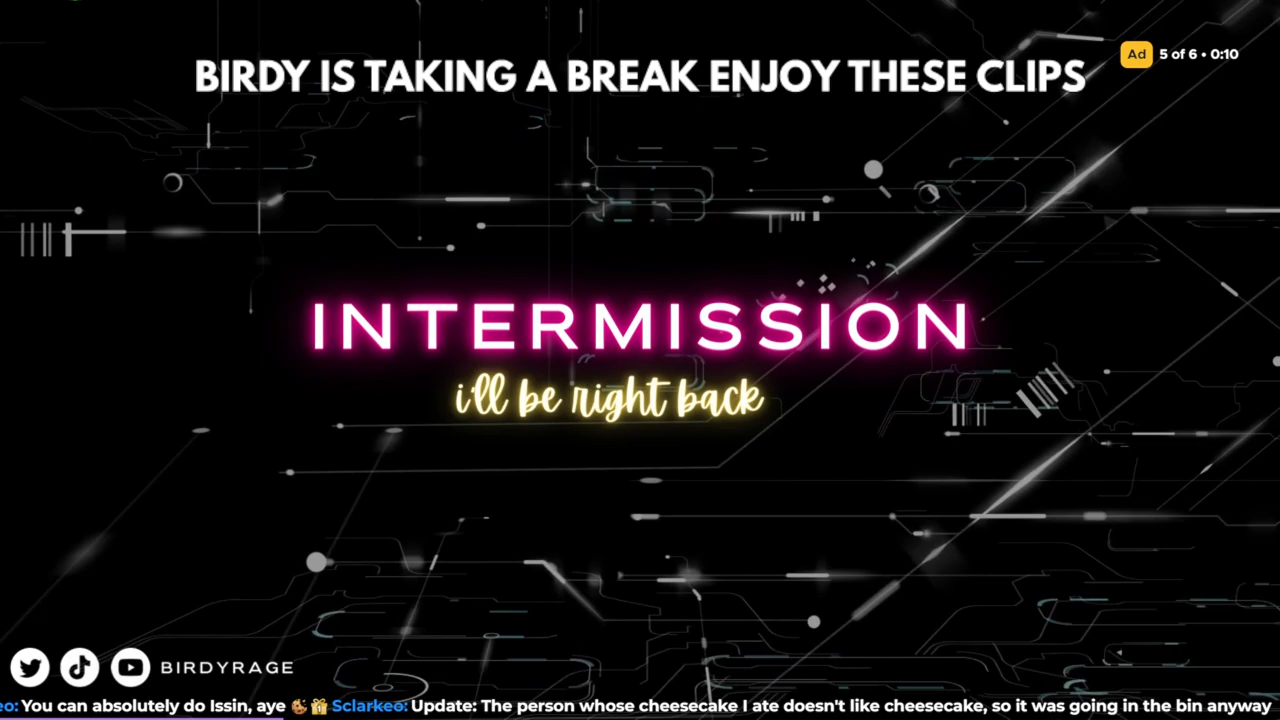 BIRDY IS TAKING A BREAK ENJOY THESE CLIPS
Ad 5 of 6 • 0:10
INTERMISSION
i'll be right back
BIRDYRAGE
eo: You can absolutely do Issin, aye 🍪🎁 Sclarkeo: Update: The person whose cheesecake I ate doesn't like cheesecake, so it was going in the bin anyway